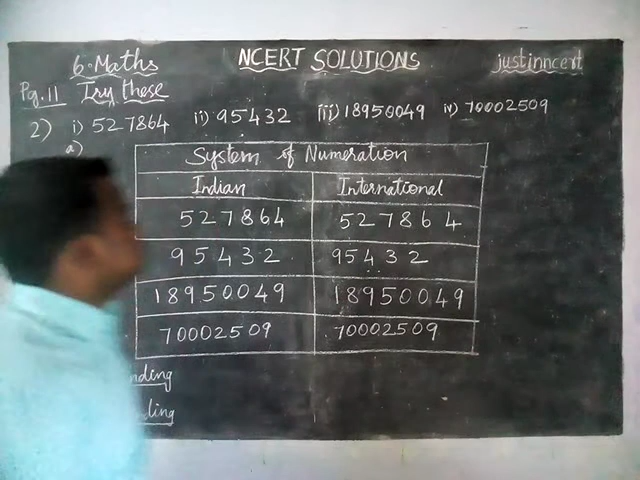 6. Maths NCERT SOLUTIONS justinncert
Pg. 11 Try these
2) i) 527864 ii) 95432 iii) 18950049 iv) 70002509
a)
System of Numeration
Indian International
527864 527864
95432 95432
18950049 18950049
70002509 70002509